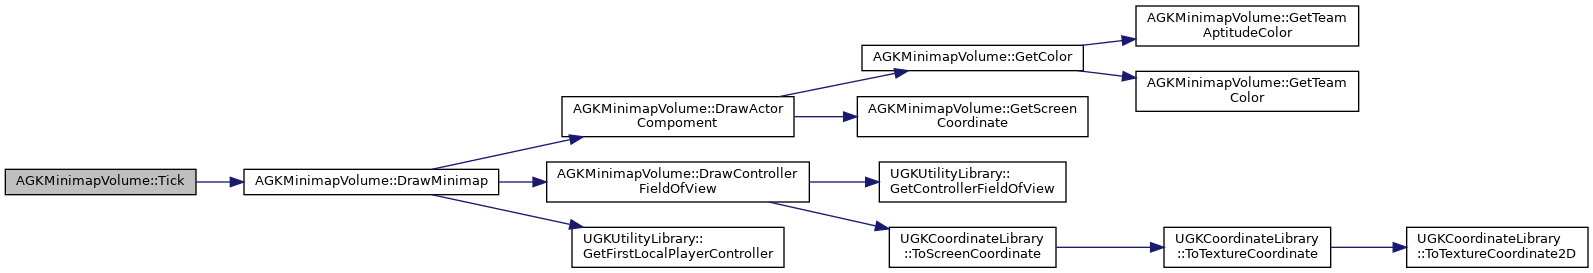 AGKMinimapVolume::Tick
AGKMinimapVolume::DrawMinimap
AGKMinimapVolume::DrawActor
Compoment
AGKMinimapVolume::GetColor
AGKMinimapVolume::GetTeam
AptitudeColor
AGKMinimapVolume::GetTeam
Color
AGKMinimapVolume::GetScreen
Coordinate
AGKMinimapVolume::DrawController
FieldOfView
UGKUtilityLibrary::
GetControllerFieldOfView
UGKCoordinateLibrary
::ToScreenCoordinate
UGKCoordinateLibrary
::ToTextureCoordinate
UGKCoordinateLibrary
::ToTextureCoordinate2D
UGKUtilityLibrary::
GetFirstLocalPlayerController